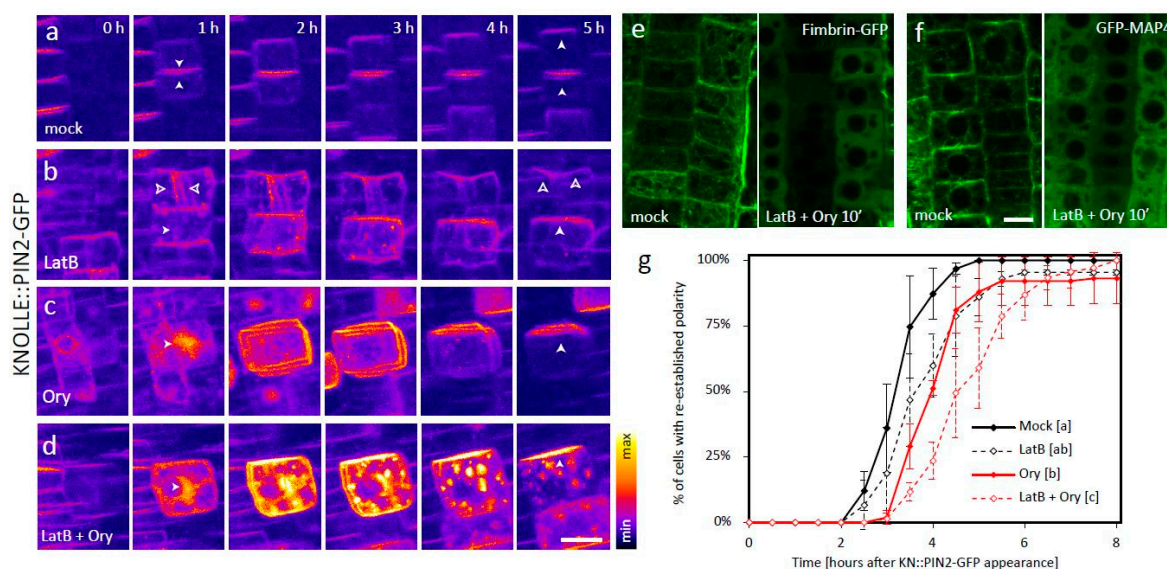 KNOLLE::PIN2-GFP
a
0 h
1 h
2 h
3 h
4 h
5 h
mock
b
LatB
c
Ory
d
LatB + Ory
max
min
e
Fimbrin-GFP
mock
LatB + Ory 10′
f
GFP-MAP4
mock
LatB + Ory 10′
g
% of cells with re-established polarity
100%
75%
50%
25%
0%
Mock [a]
LatB [ab]
Ory [b]
LatB + Ory [c]
0 2 4 6 8
Time [hours after KN::PIN2-GFP appearance]